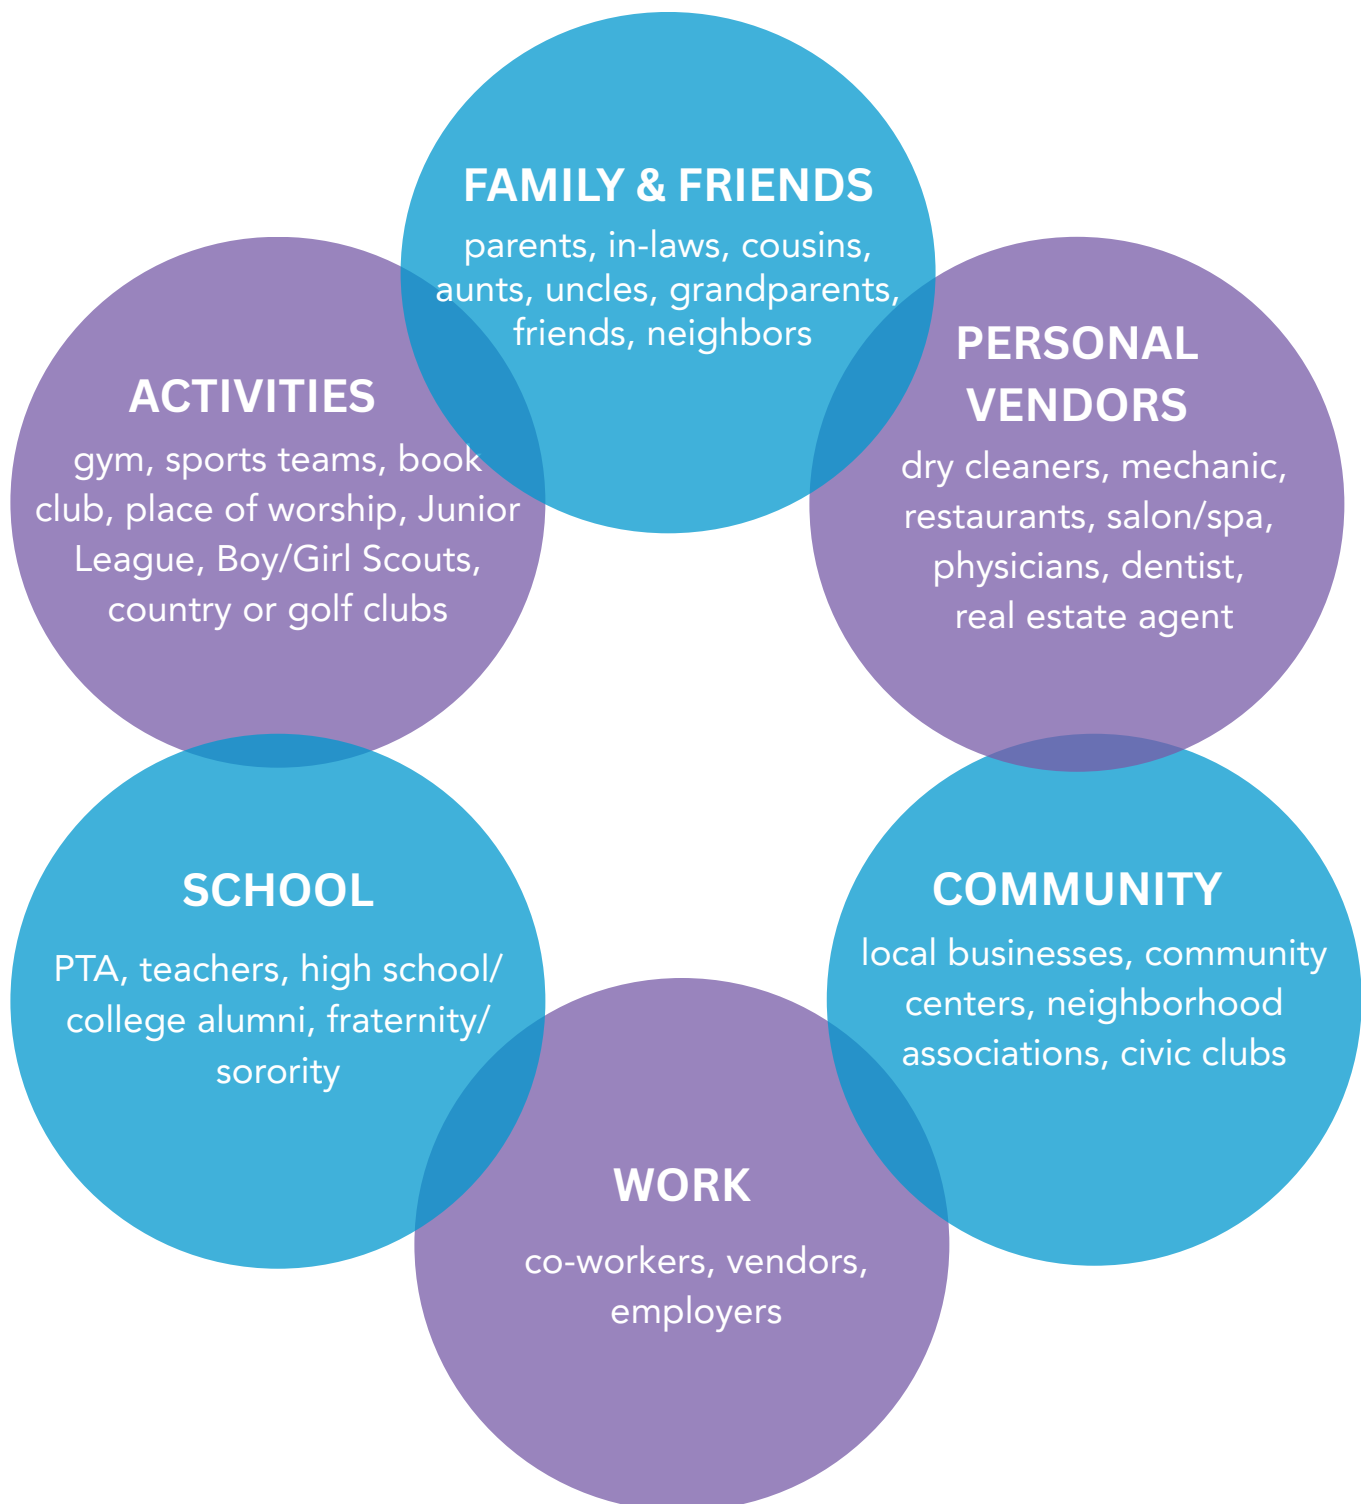 FAMILY & FRIENDS
parents, in-laws, cousins,
aunts, uncles, grandparents,
friends, neighbors
PERSONAL
VENDORS
dry cleaners, mechanic,
restaurants, salon/spa,
physicians, dentist,
real estate agent
ACTIVITIES
gym, sports teams, book
club, place of worship, Junior
League, Boy/Girl Scouts,
country or golf clubs
SCHOOL
PTA, teachers, high school/
college alumni, fraternity/
sorority
COMMUNITY
local businesses, community
centers, neighborhood
associations, civic clubs
WORK
co-workers, vendors,
employers